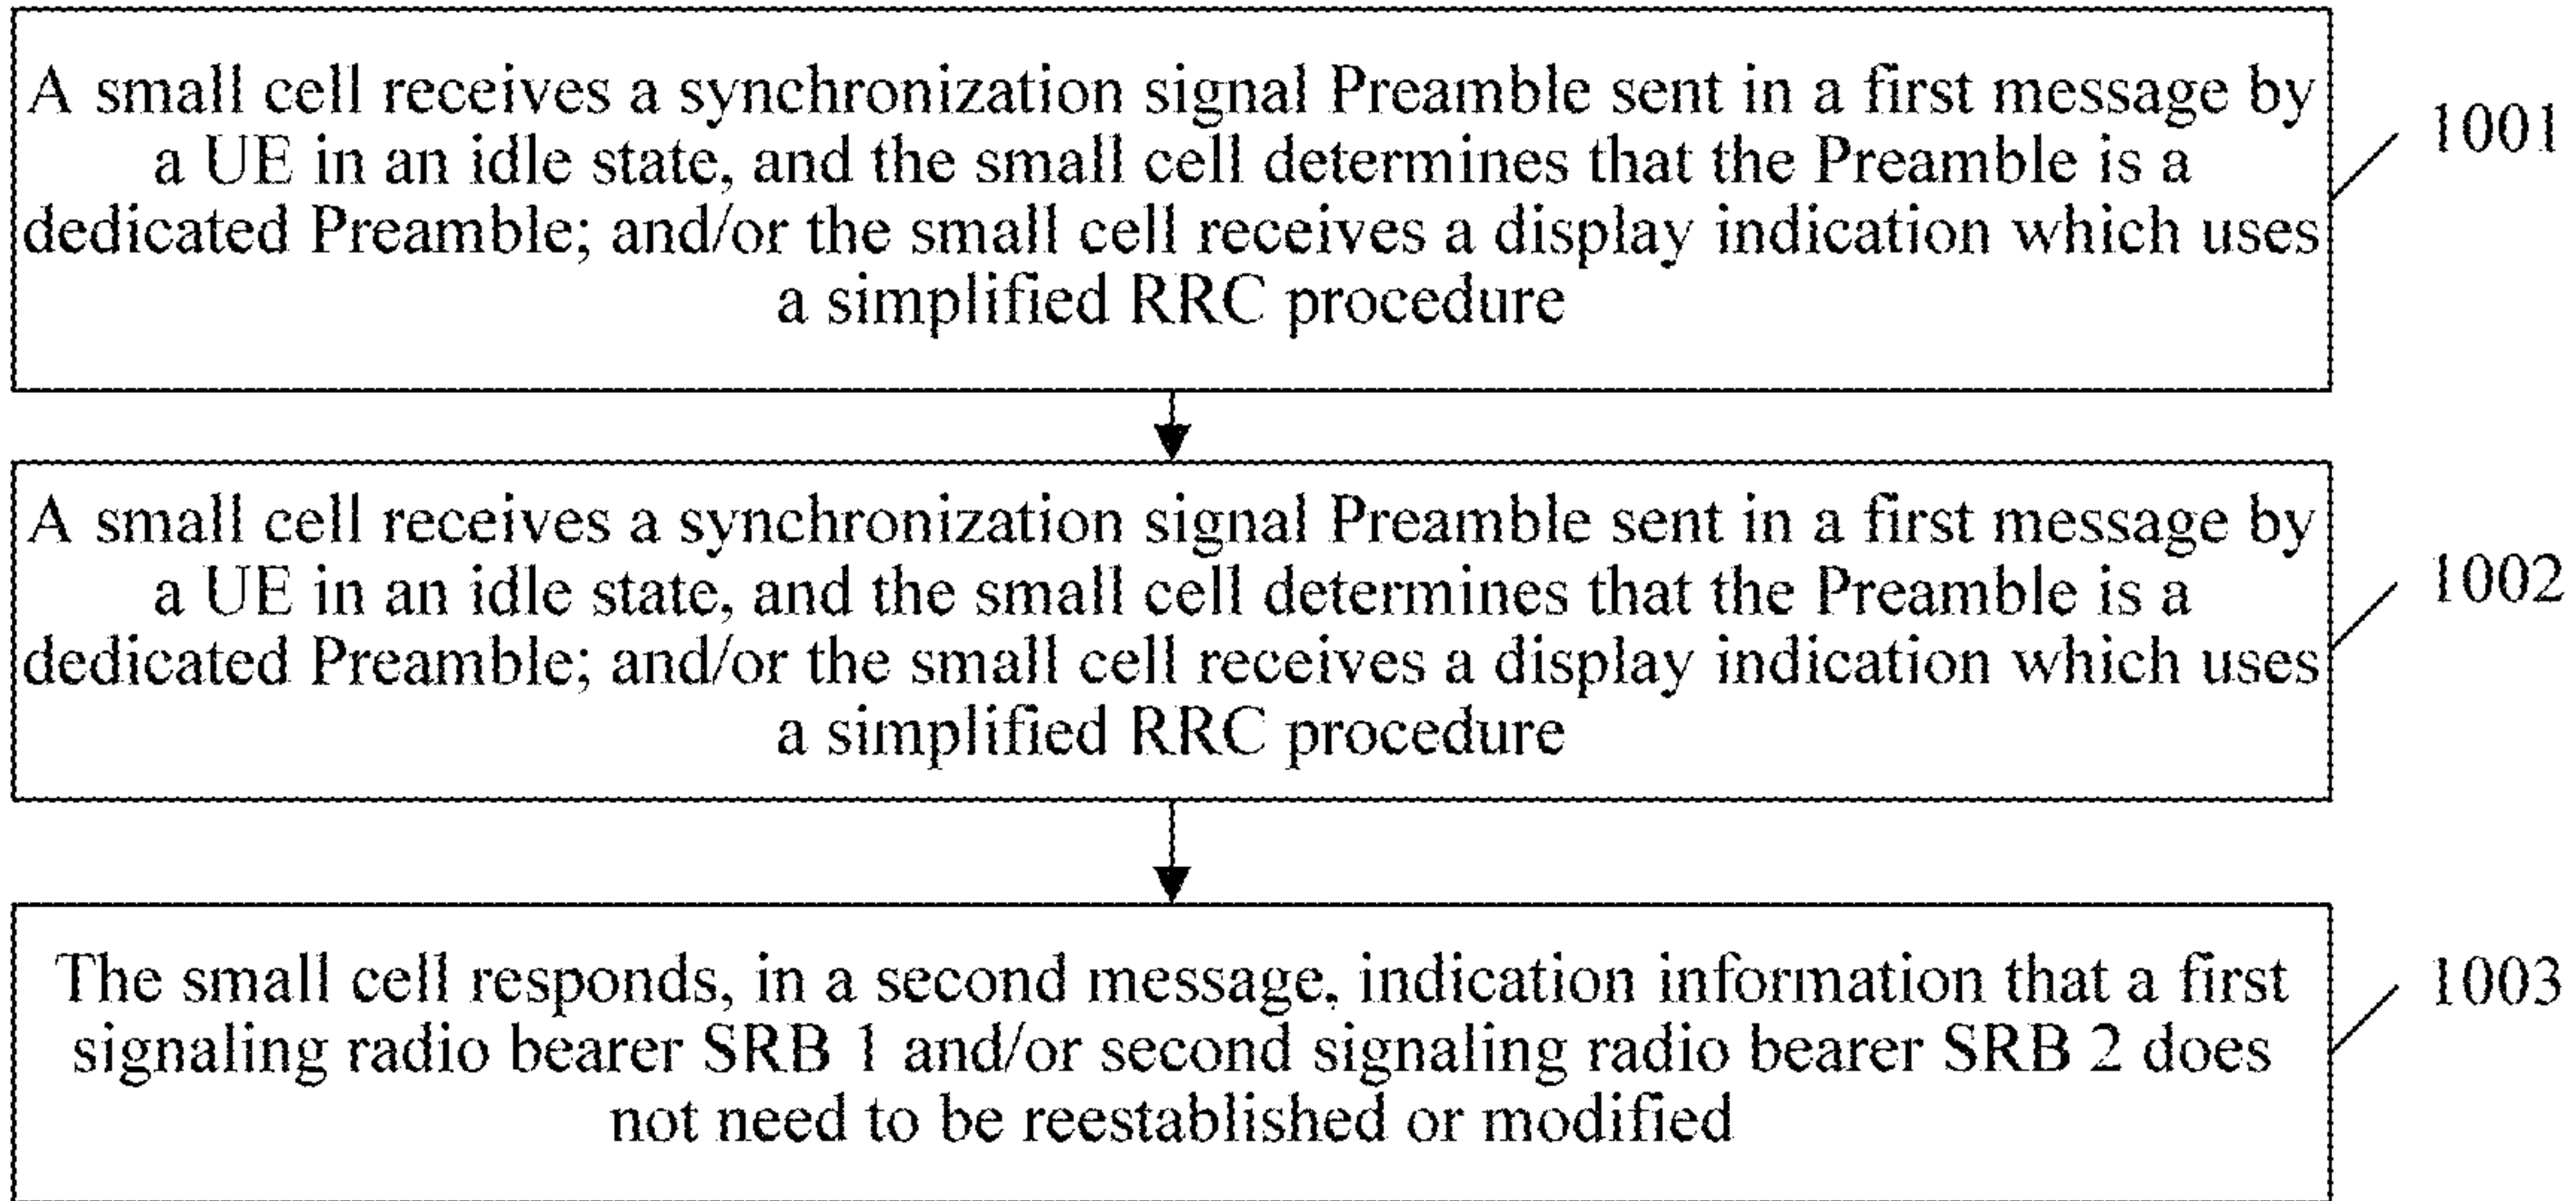 A small cell receives a synchronization signal Preamble sent in a first message by
a UE in an idle state, and the small cell determines that the Preamble is a
dedicated Preamble; and/or the small cell receives a display indication which uses
a simplified RRC procedure
1001
A small cell receives a synchronization signal Preamble sent in a first message by
a UE in an idle state, and the small cell determines that the Preamble is a
dedicated Preamble; and/or the small cell receives a display indication which uses
a simplified RRC procedure
1002
The small cell responds, in a second message, indication information that a first
signaling radio bearer SRB 1 and/or second signaling radio bearer SRB 2 does
not need to be reestablished or modified
1003